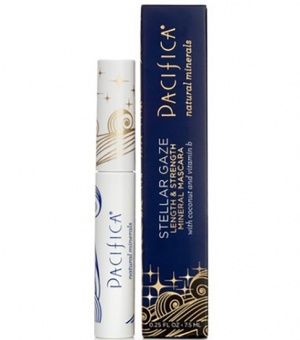 PACIFICA®
natural minerals
PACIFICA
natural minerals
STELLAR GAZE
LENGTH & STRENGTH
MINERAL MASCARA
with coconut and vitamin b
0.25 FL OZ · 7.5 ML